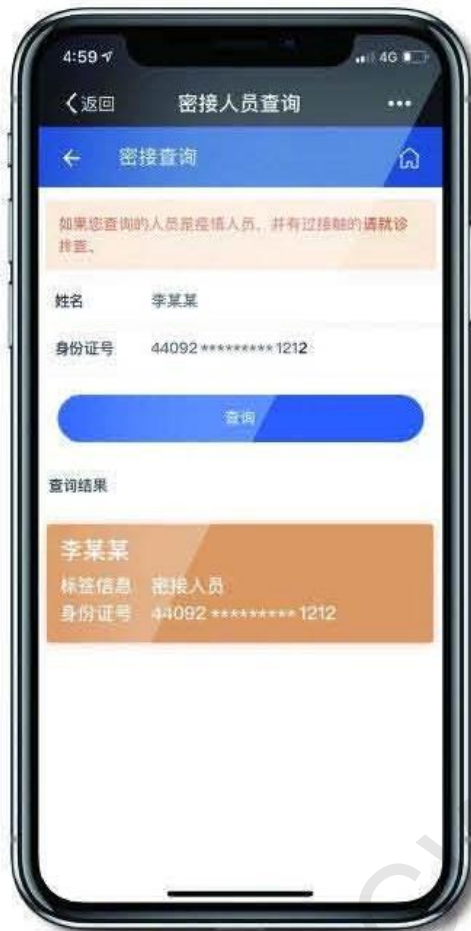 4:59
4G
返回 密接人员查询
密接查询
如果您查询的人员是疫情人员，并有过接触的请就诊
排查。
姓名 李某某
身份证号 44092*********1212
查询
查询结果
李某某
标签信息 密接人员
身份证号 44092*********1212